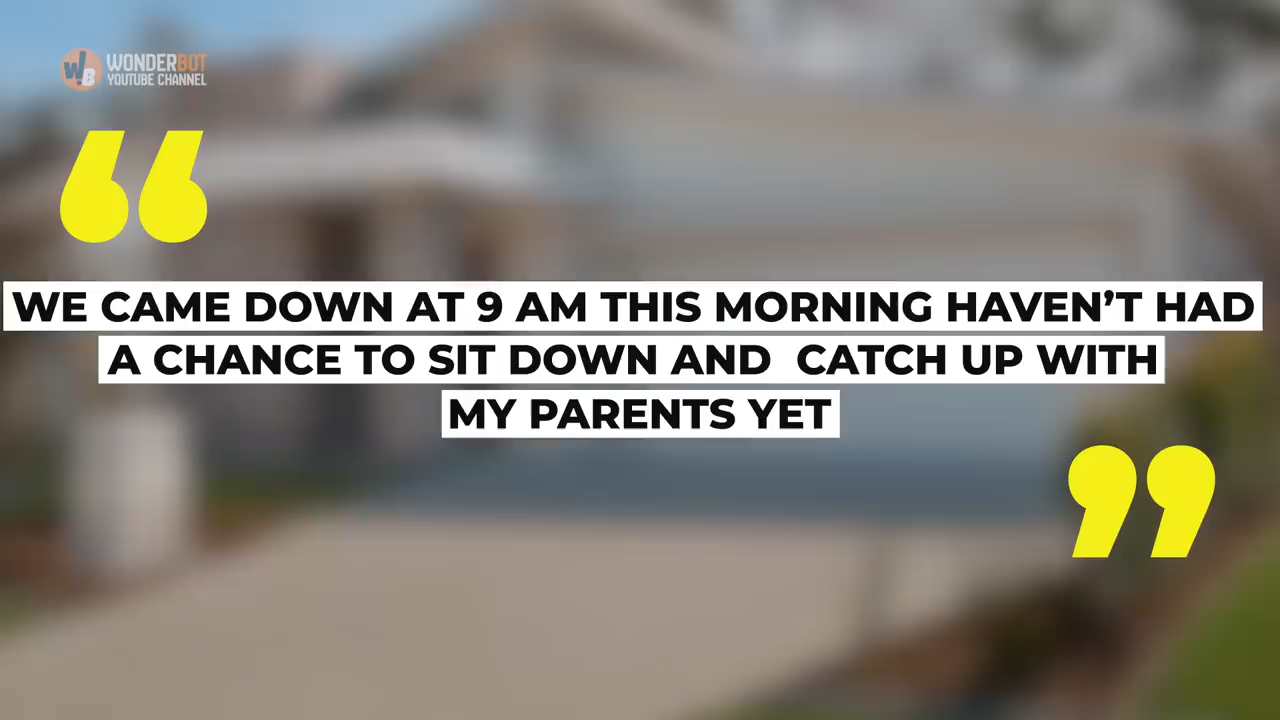 WONDERBOT
YOUTUBE CHANNEL
“
WE CAME DOWN AT 9 AM THIS MORNING HAVEN’T HAD
A CHANCE TO SIT DOWN AND  CATCH UP WITH
MY PARENTS YET
”